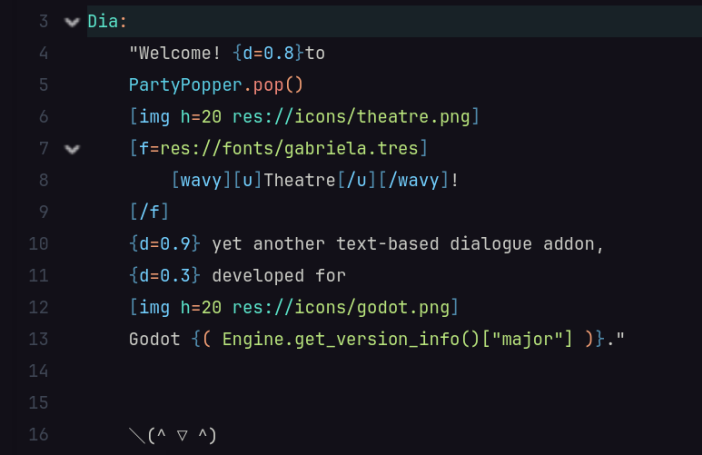 3 Dia:
4     "Welcome! {d=0.8}to
5     PartyPopper.pop()
6     [img h=20 res://icons/theatre.png]
7     [f=res://fonts/gabriela.tres]
8         [wavy][u]Theatre[/u][/wavy]!
9     [/f]
10     {d=0.9} yet another text-based dialogue addon,
11     {d=0.3} developed for
12     [img h=20 res://icons/godot.png]
13     Godot {( Engine.get_version_info()["major"] )}."
14
15
16     ＼(^ ▽ ^)